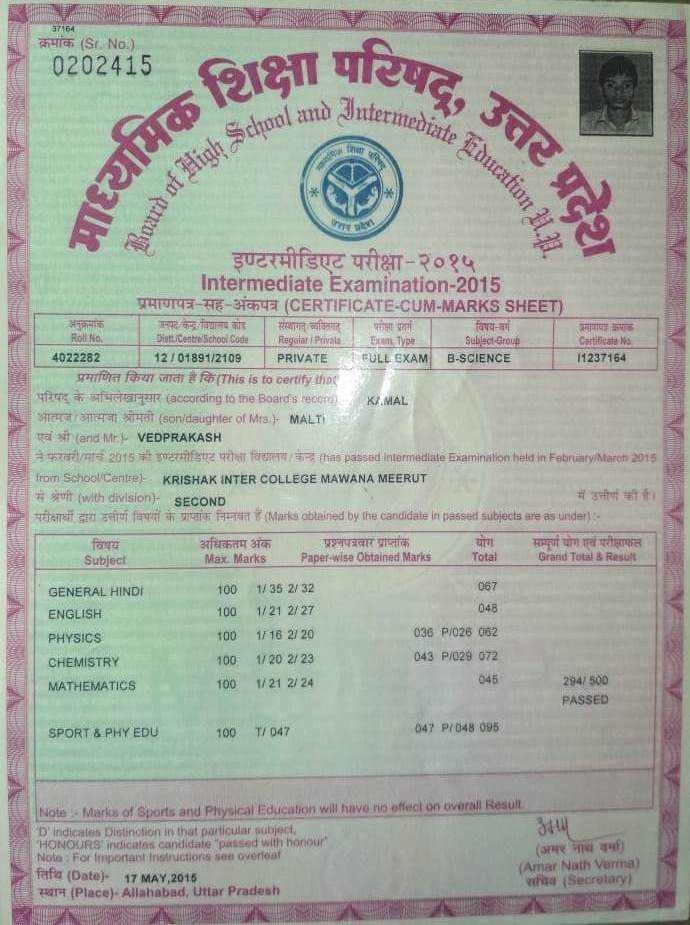 37164
क्रमांक (Sr. No.)
0202415
माध्यमिक शिक्षा परिषद्, उत्तर प्रदेश
Board of High School and Intermediate Education U.P.
माध्यमिक शिक्षा परिषद्
उत्तर प्रदेश
इण्टरमीडिएट परीक्षा-२०१५
Intermediate Examination-2015
प्रमाणपत्र-सह-अंकपत्र (CERTIFICATE-CUM-MARKS SHEET)
अनुक्रमांक जनपद/केन्द्र/विद्यालय कोड संस्थागत/व्यक्तिगत परीक्षा प्रवर्ग विषय-वर्ग प्रमाणपत्र क्रमांक
Roll No. Distt./Centre/School Code Regular / Private Exam. Type Subject-Group Certificate No.
4022282 12 / 01891/2109 PRIVATE FULL EXAM B-SCIENCE I1237164
प्रमाणित किया जाता है कि (This is to certify that)
परिषद् के अभिलेखानुसार (according to the Board's record) KAMAL
आत्मज/आत्मजा श्रीमती (son/daughter of Mrs.)- MALTI
एवं श्री (and Mr.)- VEDPRAKASH
ने फरवरी/मार्च 2015 की इण्टरमीडिएट परीक्षा विद्यालय/केन्द्र (has passed Intermediate Examination held in February/March 2015
from School/Centre)- KRISHAK INTER COLLEGE MAWANA MEERUT
से श्रेणी (with division)- SECOND में उत्तीर्ण की है।
परीक्षार्थी द्वारा उत्तीर्ण विषयों के प्राप्तांक निम्नवत हैं (Marks obtained by the candidate in passed subjects are as under) :-
विषय अधिकतम अंक प्रश्नपत्रवार प्राप्तांक योग सम्पूर्ण योग एवं परीक्षाफल
Subject Max. Marks Paper-wise Obtained Marks Total Grand Total & Result
GENERAL HINDI 100 1/ 35 2/ 32 067
ENGLISH 100 1/ 21 2/ 27 048
PHYSICS 100 1/ 16 2/ 20 036 P/026 062
CHEMISTRY 100 1/ 20 2/ 23 043 P/029 072
MATHEMATICS 100 1/ 21 2/ 24 045 294/ 500
PASSED
SPORT & PHY EDU 100 T/ 047 047 P/ 048 095
Note :- Marks of Sports and Physical Education will have no effect on overall Result.
'D' indicates Distinction in that particular subject,
'HONOURS' indicates candidate "passed with honour"
Note : For Important Instructions see overleaf
तिथि (Date)- 17 MAY,2015
स्थान (Place)- Allahabad, Uttar Pradesh
(अमर नाथ वर्मा)
(Amar Nath Verma)
सचिव (Secretary)